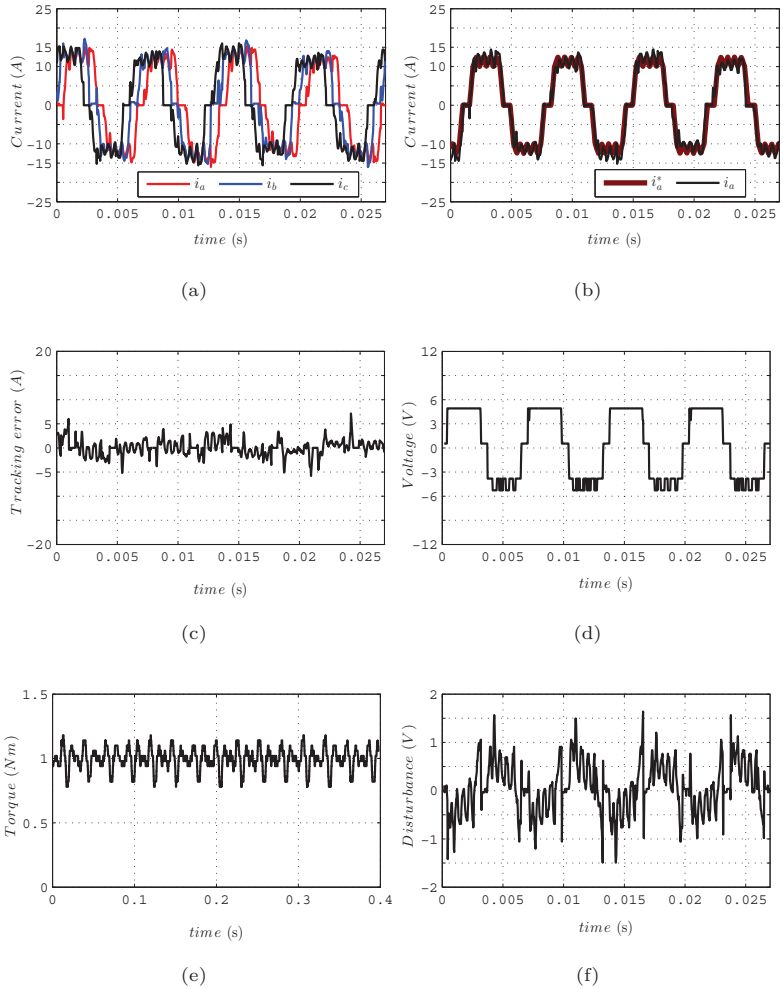 25
15
10
0
−10
−15
−25
Current (A)
0 0.005 0.01 0.015 0.02 0.025
time (s)
i_a i_b i_c
(a)
25
15
10
0
−10
−15
−25
Current (A)
0 0.005 0.01 0.015 0.02 0.025
time (s)
i_a^* i_a
(b)
20
5
0
−5
−20
Tracking error (A)
0 0.005 0.01 0.015 0.02 0.025
time (s)
(c)
12
6
3
0
−3
−6
−12
Voltage (V)
0 0.005 0.01 0.015 0.02 0.025
time (s)
(d)
1.5
1
0.5
0
Torque (Nm)
0 0.1 0.2 0.3 0.4
time (s)
(e)
2
1
0
−1
−2
Disturbance (V)
0 0.005 0.01 0.015 0.02 0.025
time (s)
(f)